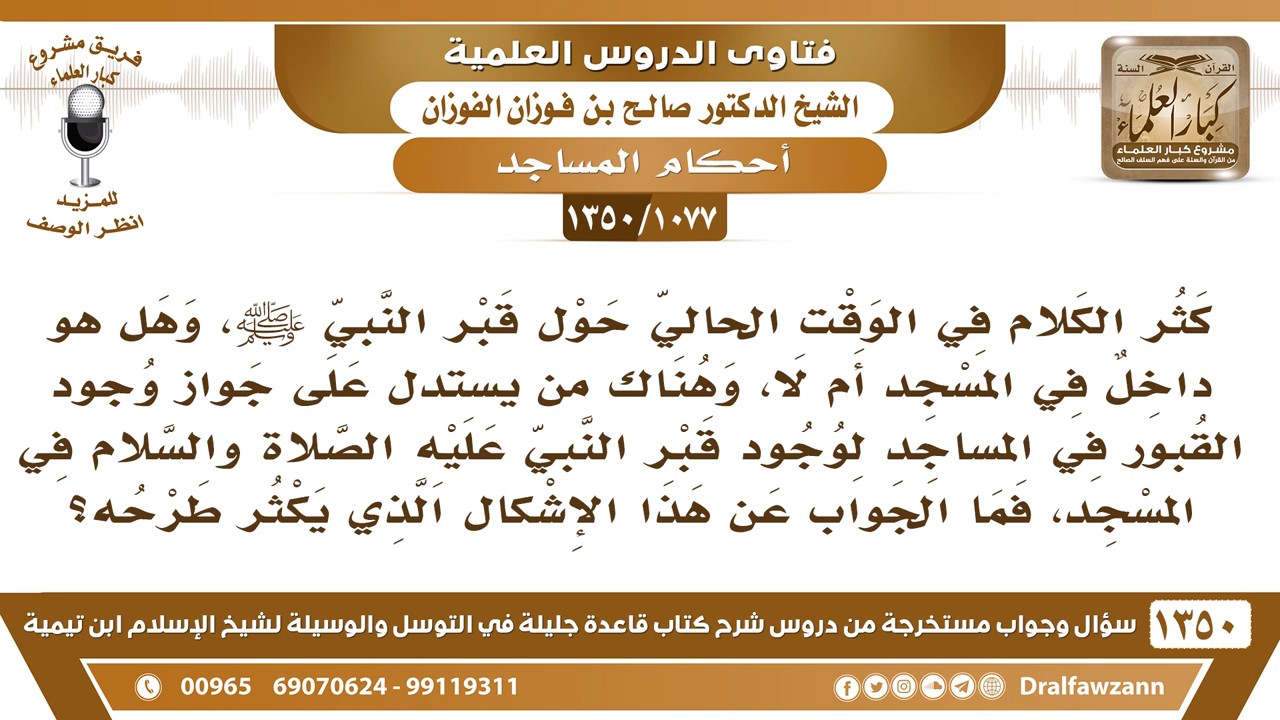 فتاوى الدروس العلمية
الشيخ الدكتور صالح بن فوزان الفوزان
أحكام المساجد
١٣٥٠/١٠٧٧
فريق مشروع
كبار العلماء
للمزيد
انظر الوصف
القرآن السنة
كبار العلماء
مشروع كبار العلماء
من القرآن والسنة على فهم السلف الصالح
كَثُر الكَلام في الوَقْت الحاليّ حَوْل قَبْر النَّبيّ ﷺ، وَهَل هو
داخِلٌ فِي المَسْجِد أَم لَا، وَهُنَاك من يستدل عَلَى جَواز وُجود
القُبور في المساجِد لِوُجُود قَبْر النَّبيّ عَلَيْه الصَّلاة والسَّلام فِي
المسْجِد، فَمَا الجَواب عَن هَذَا الإِشْكال الَّذِي يَكْثُر طَرْحُه؟
١٣٥٠ سؤال وجواب مستخرجة من دروس شرح كتاب قاعدة جليلة في التوسل والوسيلة لشيخ الإسلام ابن تيمية
00965 69070624 - 99119311
Dralfawzann